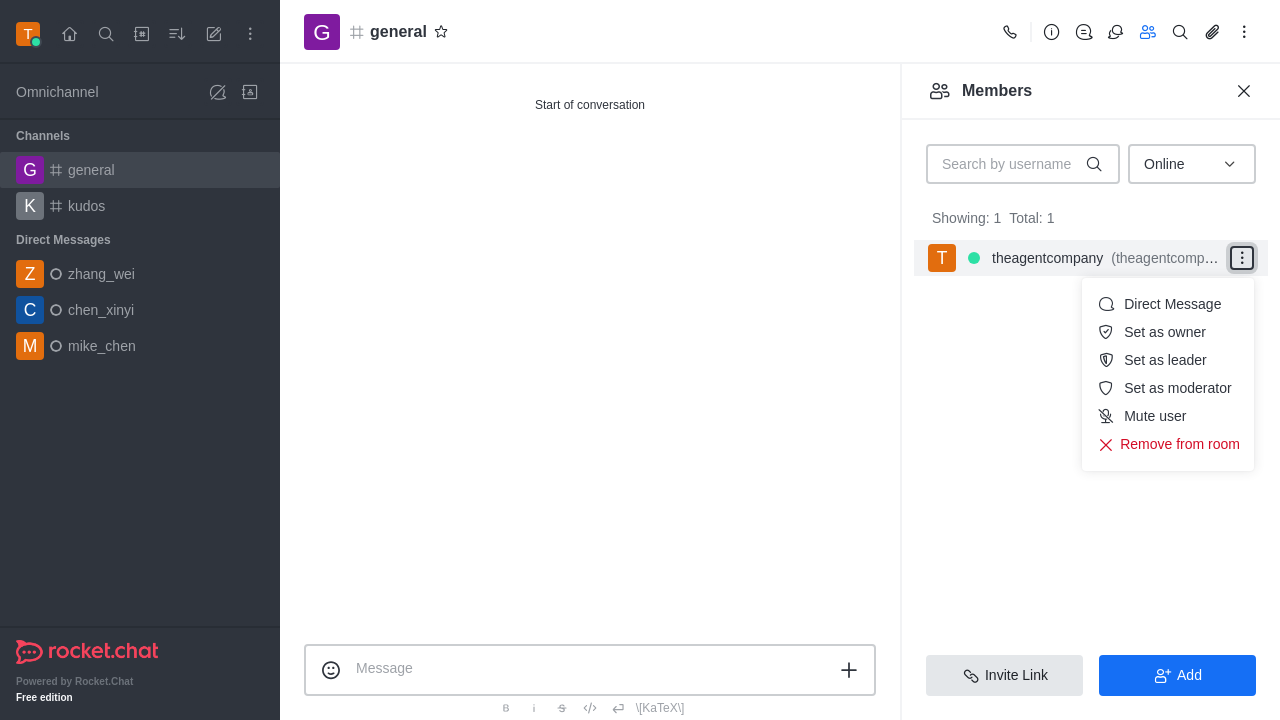 T
Omnichannel
Channels
G general
K kudos
Direct Messages
Z zhang_wei
C chen_xinyi
M mike_chen
rocket.chat
Powered by Rocket.Chat
Free edition
G general
Start of conversation
Message
B i S \[KaTeX\]
Members
Search by username
Online
Showing: 1 Total: 1
T theagentcompany (theagentcomp…
Direct Message
Set as owner
Set as leader
Set as moderator
Mute user
Remove from room
Invite Link
Add